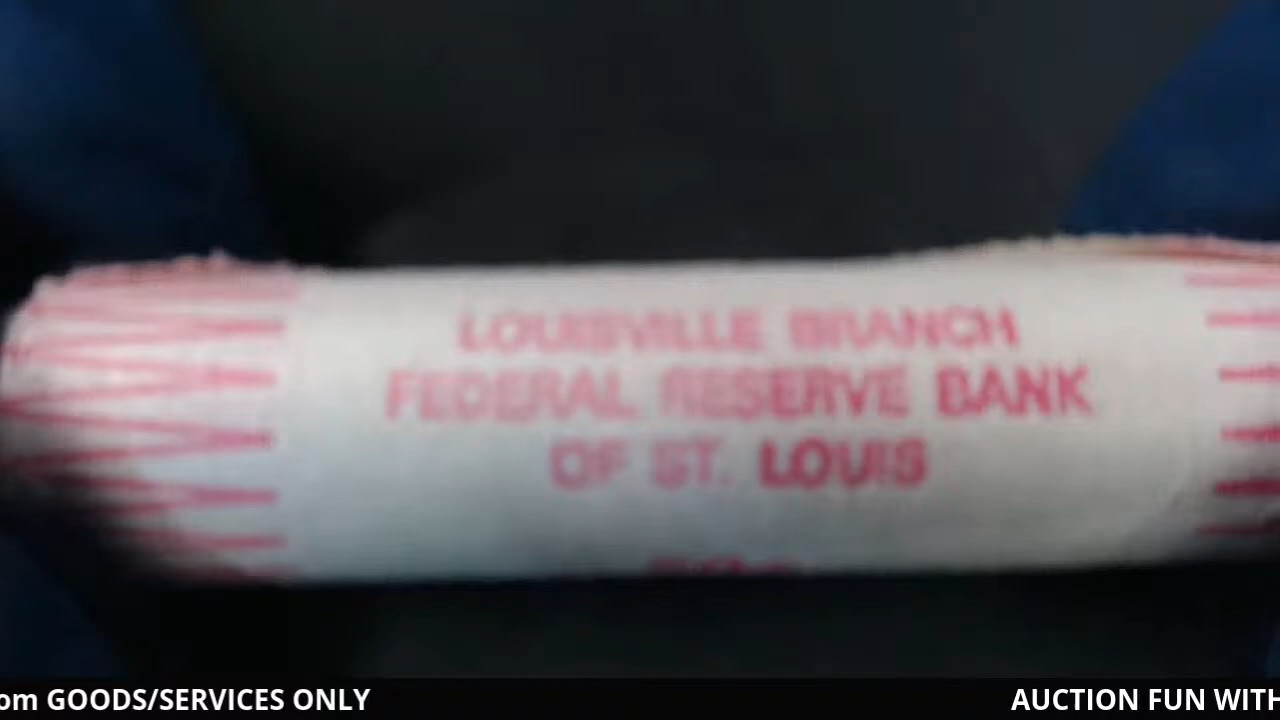 LOUISVILLE BRANCH
FEDERAL RESERVE BANK
OF ST. LOUIS
om GOODS/SERVICES ONLY
AUCTION FUN WITH